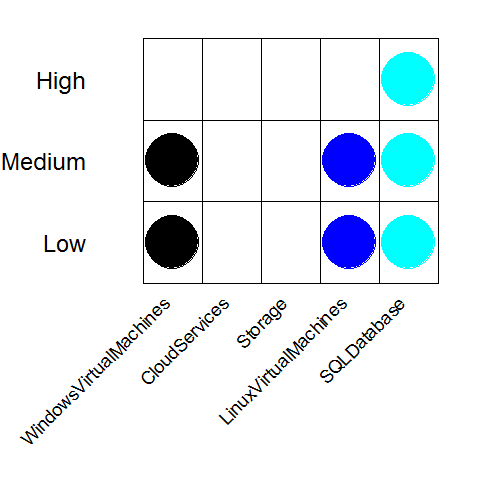 High
Medium
Low
WindowsVirtualMachines
CloudServices
Storage
LinuxVirtualMachines
SQLDatabase